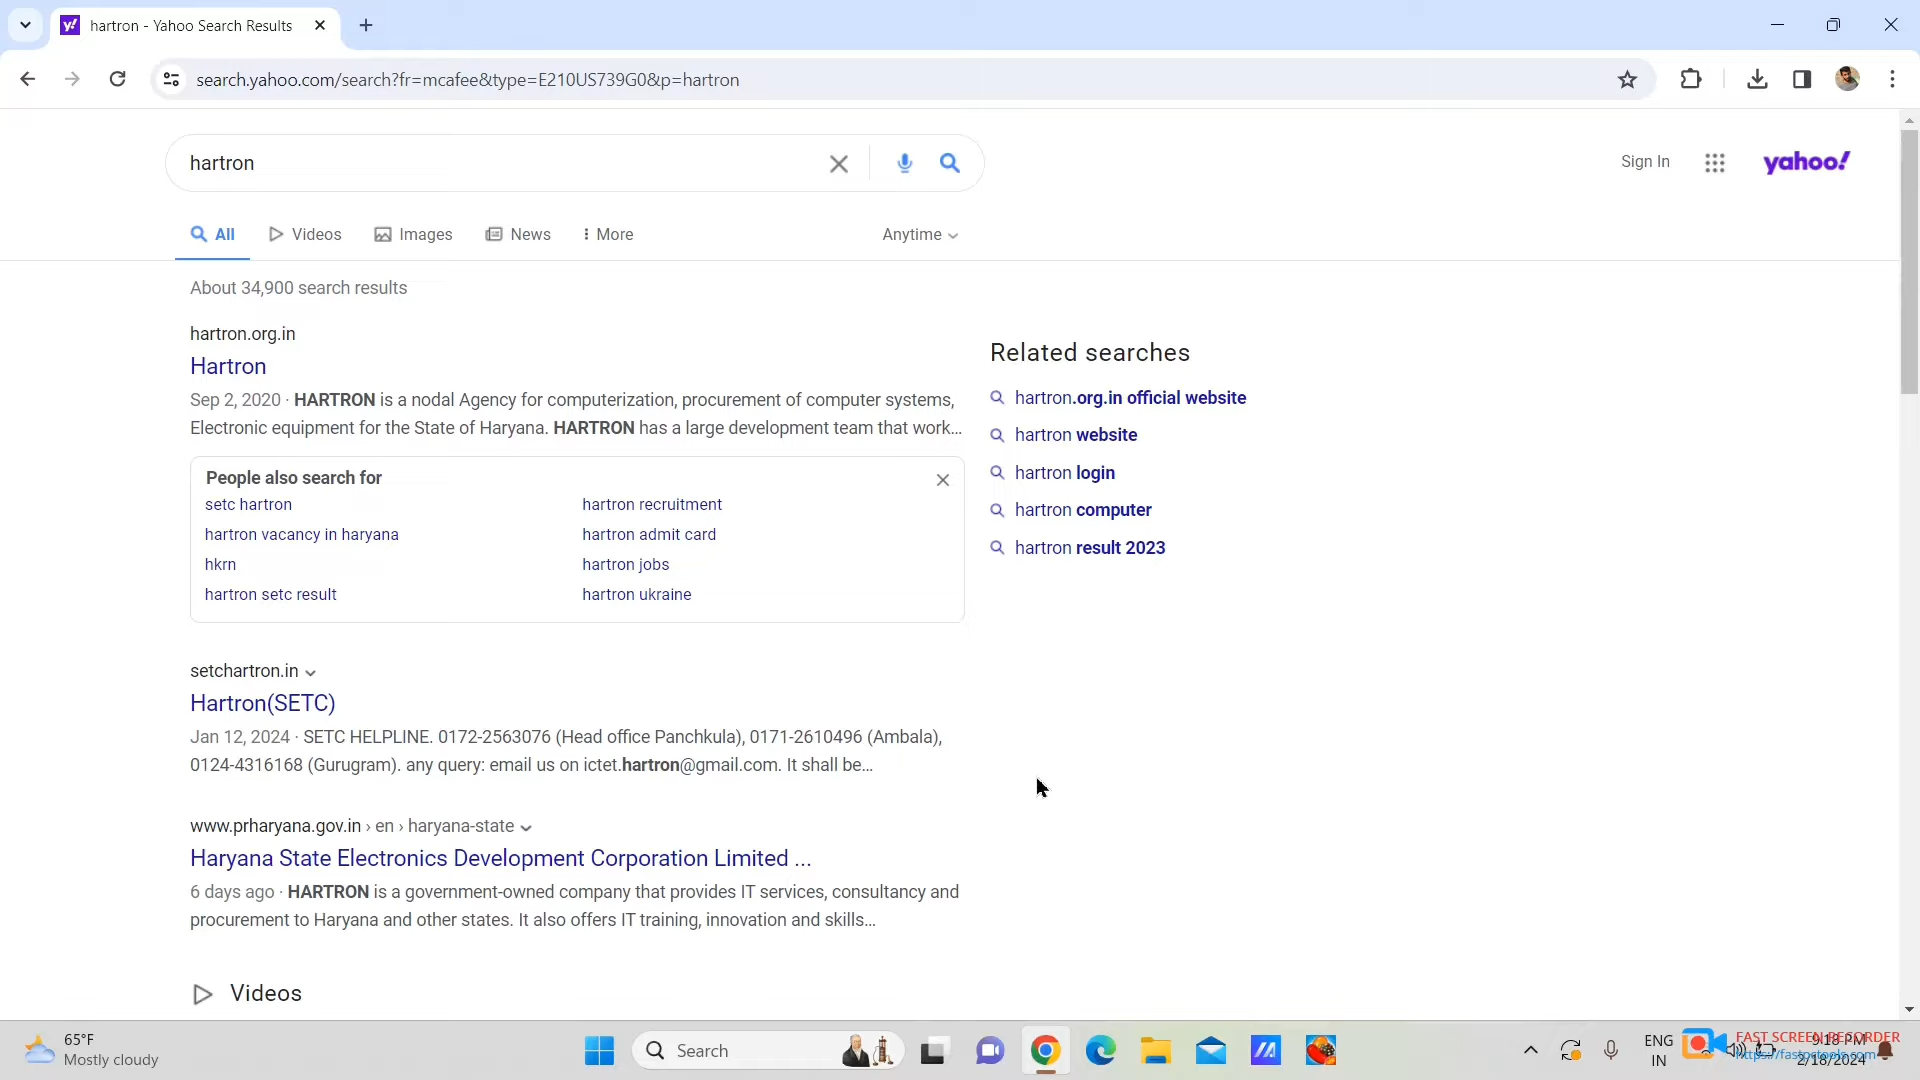 hartron - Yahoo Search Results
search.yahoo.com/search?fr=mcafee&type=E210US739G0&p=hartron
hartron
Sign In
yahoo!
All
Videos
Images
News
More
Anytime
About 34,900 search results
hartron.org.in
Hartron
Sep 2, 2020 · HARTRON is a nodal Agency for computerization, procurement of computer systems,
Electronic equipment for the State of Haryana. HARTRON has a large development team that work...
People also search for
setc hartron
hartron recruitment
hartron vacancy in haryana
hartron admit card
hkrn
hartron jobs
hartron setc result
hartron ukraine
setchartron.in
Hartron(SETC)
Jan 12, 2024 · SETC HELPLINE. 0172-2563076 (Head office Panchkula), 0171-2610496 (Ambala),
0124-4316168 (Gurugram). any query: email us on ictet.hartron@gmail.com. It shall be...
www.prharyana.gov.in › en › haryana-state
Haryana State Electronics Development Corporation Limited ...
6 days ago · HARTRON is a government-owned company that provides IT services, consultancy and
procurement to Haryana and other states. It also offers IT training, innovation and skills...
Videos
Related searches
hartron.org.in official website
hartron website
hartron login
hartron computer
hartron result 2023
65°F
Mostly cloudy
Search
ENG
IN
FAST SCREEN RECORDER
https://fastpctools.com
9:18 PM
2/18/2024